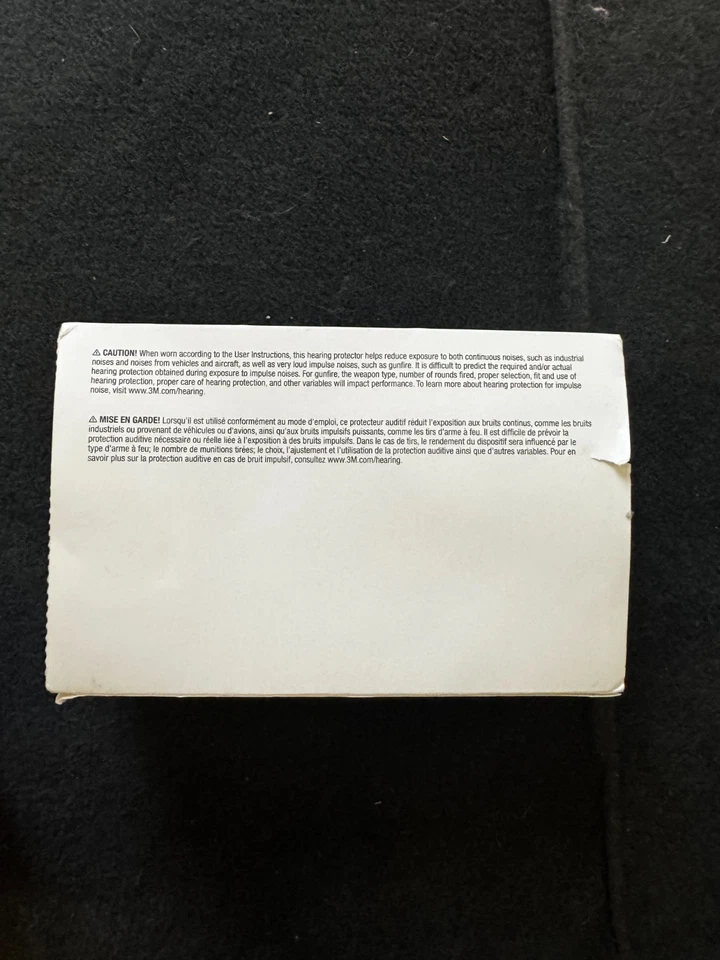 ⚠ CAUTION! When worn according to the User Instructions, this hearing protector helps reduce exposure to both continuous noises, such as industrial
noises and noises from vehicles and aircraft, as well as very loud impulse noises, such as gunfire. It is difficult to predict the required and/or actual
hearing protection obtained during exposure to impulse noises. For gunfire, the weapon type, number of rounds fired, proper selection, fit and use of
hearing protection, proper care of hearing protection, and other variables will impact performance. To learn more about hearing protection for impulse
noise, visit www.3M.com/hearing.
⚠ MISE EN GARDE! Lorsqu'il est utilisé conformément au mode d'emploi, ce protecteur auditif réduit l'exposition aux bruits continus, comme les bruits
industriels ou provenant de véhicules ou d'avions, ainsi qu'aux bruits impulsifs puissants, comme les tirs d'arme à feu. Il est difficile de prévoir la
protection auditive nécessaire ou réelle liée à l'exposition à des bruits impulsifs. Dans le cas de tirs, le rendement du dispositif sera influencé par le
type d'arme à feu; le nombre de munitions tirées; le choix, l'ajustement et l'utilisation de la protection auditive ainsi que d'autres variables. Pour en
savoir plus sur la protection auditive en cas de bruit impulsif, consultez www.3M.com/hearing.